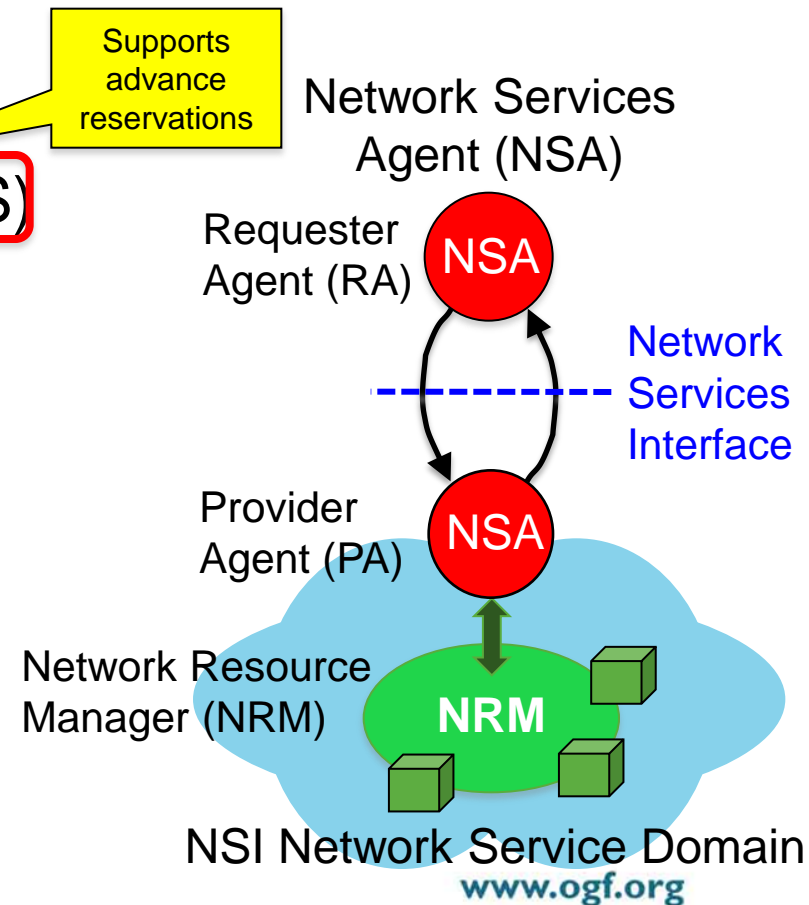 Supports
advance
reservations
Network Services
Agent (NSA)
S)
Requester
Agent (RA)
NSA
Network
Services
Interface
Provider
Agent (PA)
NSA
Network Resource
Manager (NRM)
NRM
NSI Network Service Domain
www.ogf.org